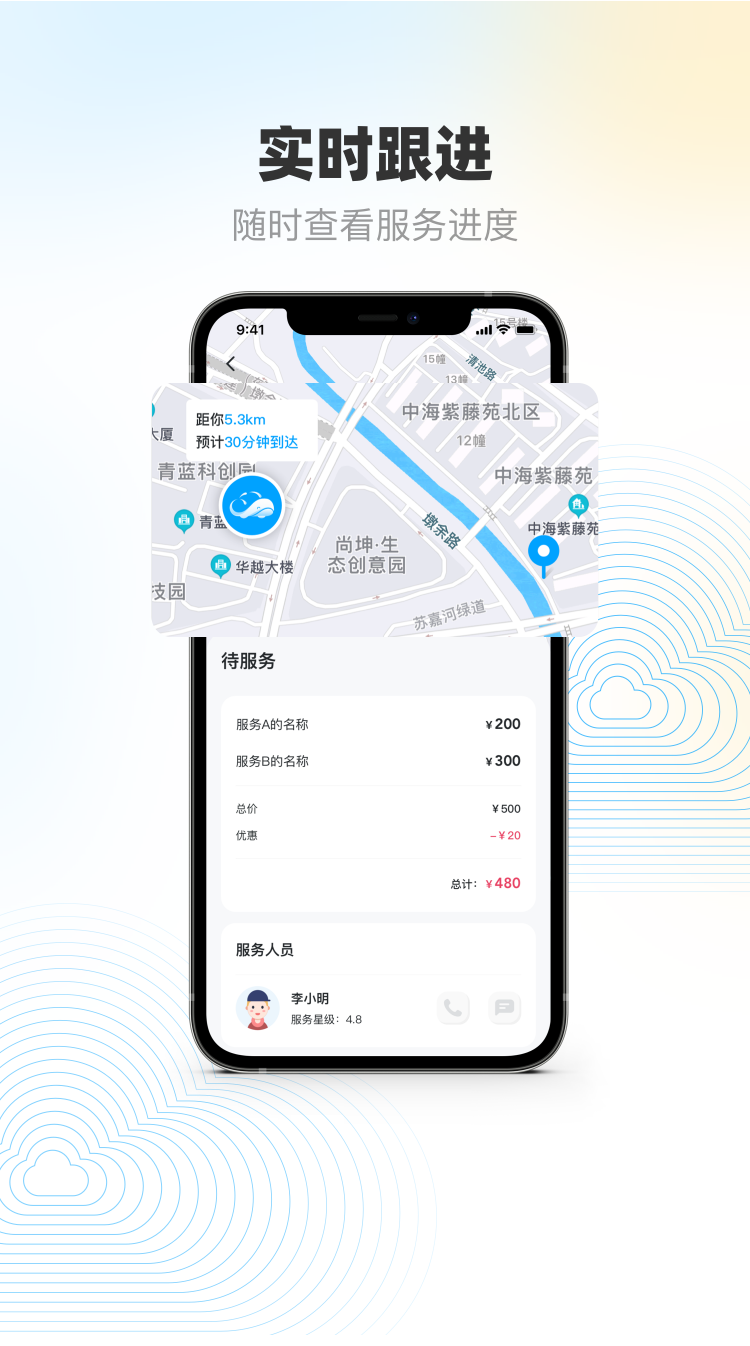 实时跟进
随时查看服务进度
9:41
15号楼
15幢
清池路
13幢
墩余
距你5.3km
预计30分钟到达
中海紫藤苑北区
大厦
12幢
青蓝科创园
中海紫藤苑
青蓝
中海紫藤苑
墩余路
尚坤·生
态创意园
华越大楼
技园
苏嘉河绿道
待服务
服务A的名称 ¥200
服务B的名称 ¥300
总价 ¥500
优惠 -¥20
总计：¥480
服务人员
李小明
服务星级：4.8